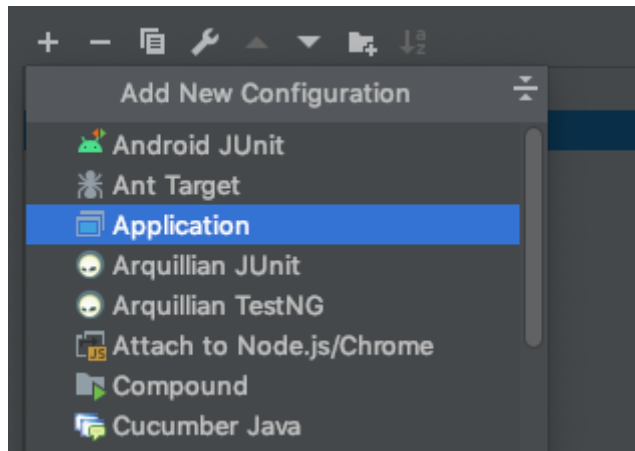 Add New Configuration
Android JUnit
Ant Target
Application
Arquillian JUnit
Arquillian TestNG
JS Attach to Node.js/Chrome
Compound
Cucumber Java